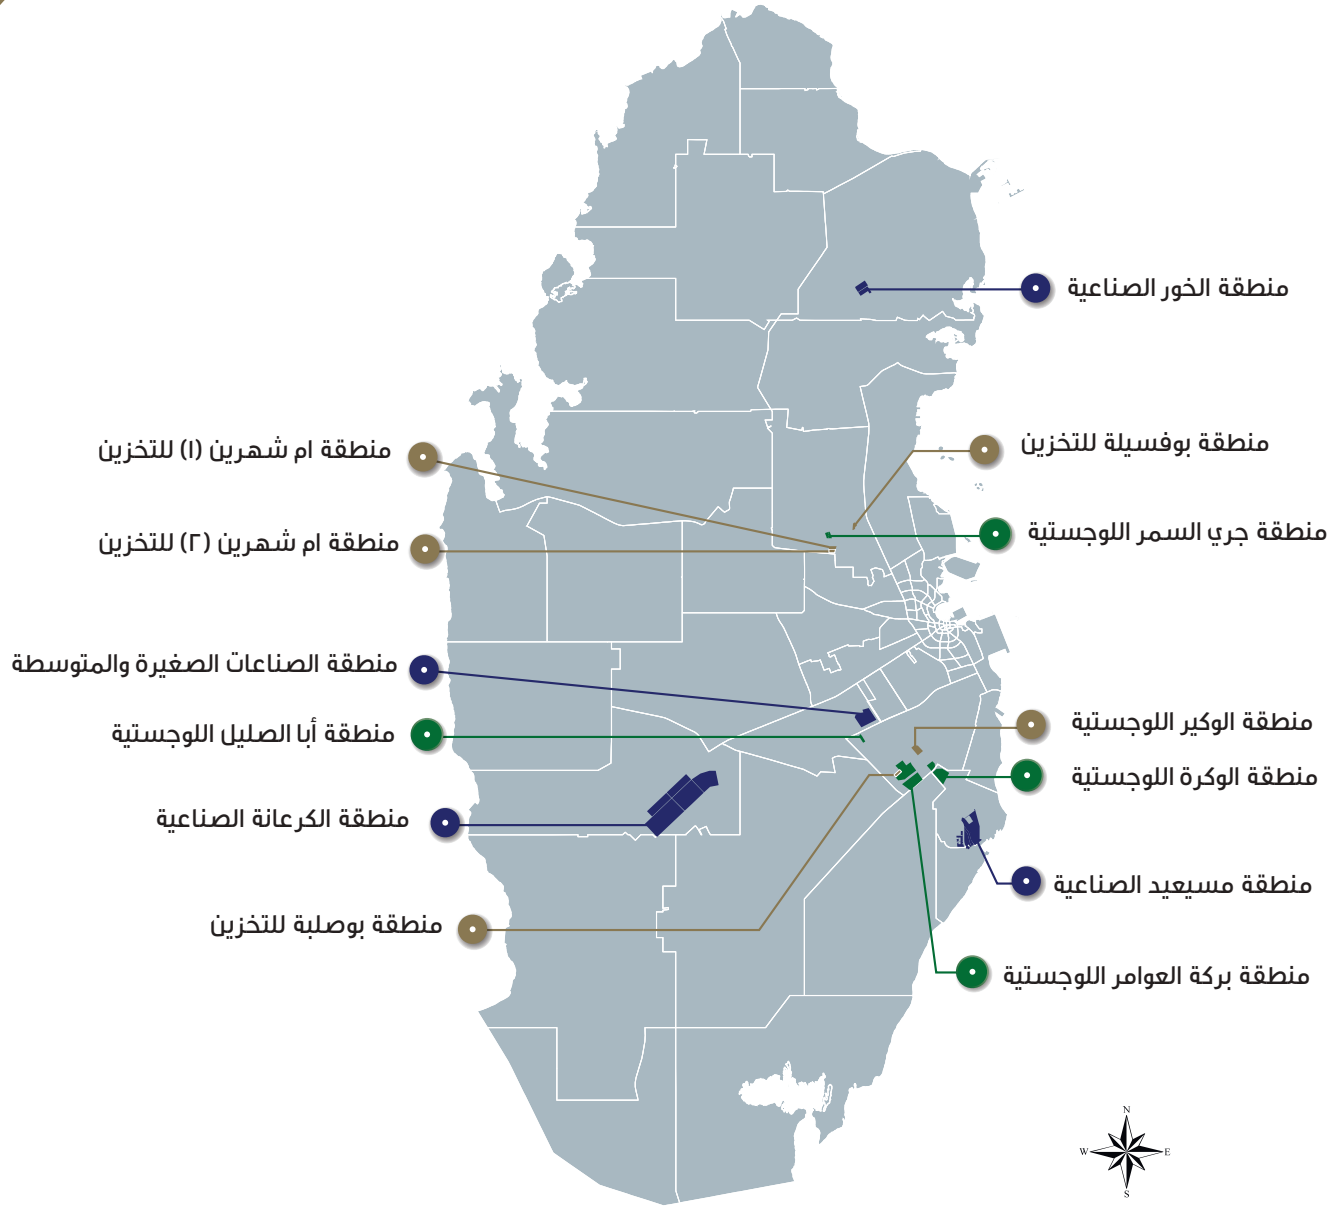 منطقة الخور الصناعية
منطقة بوفسيلة للتخزين
منطقة ام شهرين (١) للتخزين
منطقة جري السمر اللوجستية
منطقة ام شهرين (٢) للتخزين
منطقة الصناعات الصغيرة والمتوسطة
منطقة الوكير اللوجستية
منطقة أبا الصليل اللوجستية
منطقة الوكرة اللوجستية
منطقة الكرعانة الصناعية
منطقة مسيعيد الصناعية
منطقة بوصلبة للتخزين
منطقة بركة العوامر اللوجستية
N
W E
S